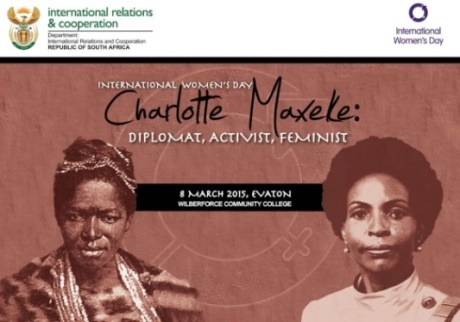 international relations
& cooperation
Department:
International Relations and Cooperation
REPUBLIC OF SOUTH AFRICA
International
Women's Day
INTERNATIONAL WOMEN'S DAY
Charlotte Maxeke:
DIPLOMAT, ACTIVIST, FEMINIST
8 MARCH 2015, EVATON
WILBERFORCE COMMUNITY COLLEGE